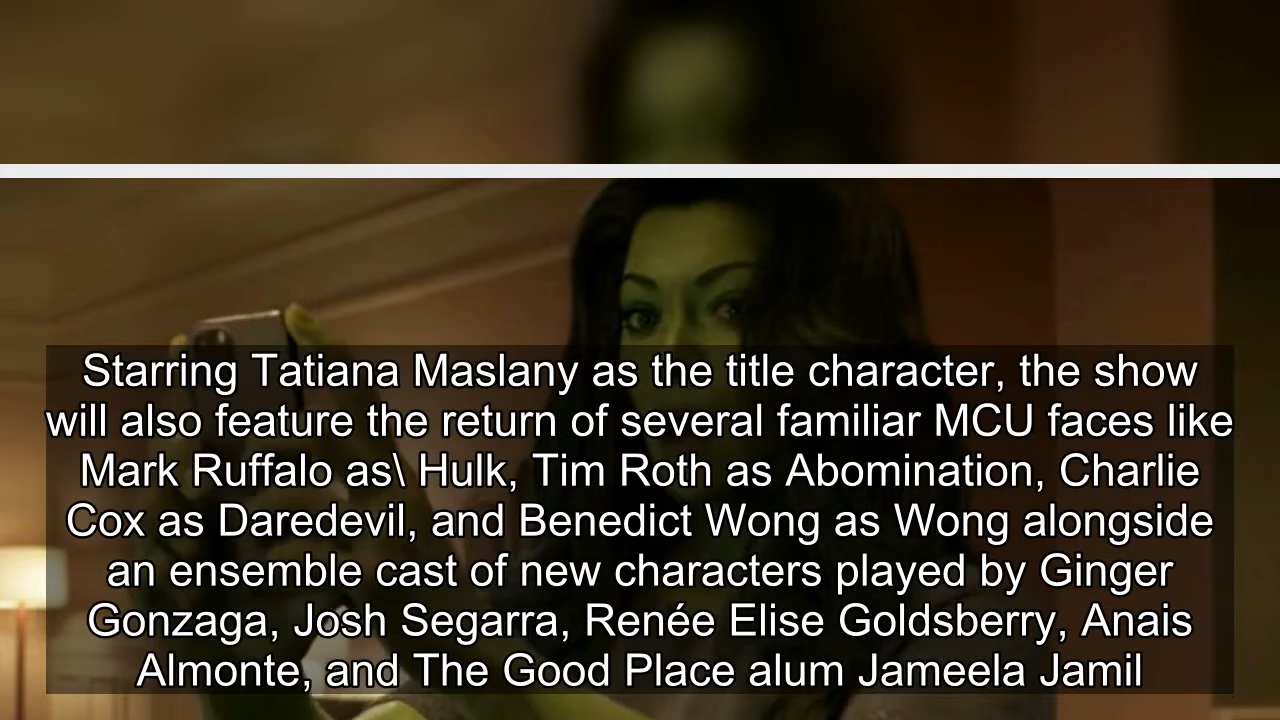 Starring Tatiana Maslany as the title character, the show
will also feature the return of several familiar MCU faces like
Mark Ruffalo as\ Hulk, Tim Roth as Abomination, Charlie
Cox as Daredevil, and Benedict Wong as Wong alongside
an ensemble cast of new characters played by Ginger
Gonzaga, Josh Segarra, Renée Elise Goldsberry, Anais
Almonte, and The Good Place alum Jameela Jamil